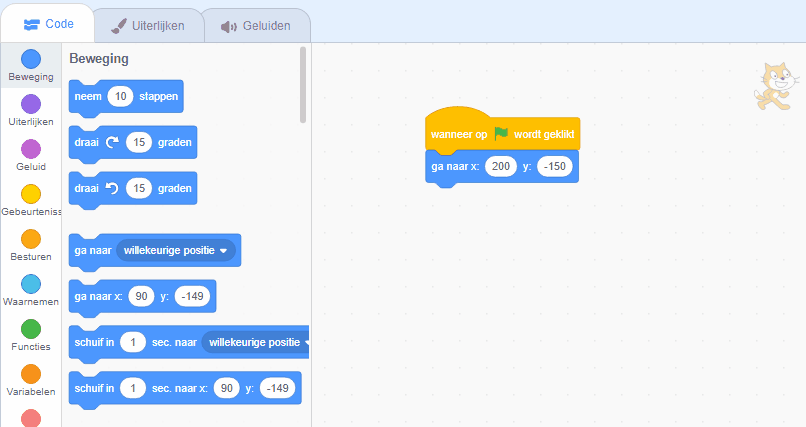 Code
Uiterlijken
Geluiden
Beweging
Uiterlijken
Geluid
Gebeurteniss
Besturen
Waarnemen
Functies
Variabelen
Beweging
neem 10 stappen
draai 15 graden
draai 15 graden
ga naar willekeurige positie
ga naar x: 90 y: -149
schuif in 1 sec. naar willekeurige positie
schuif in 1 sec. naar x: 90 y: -149
wanneer op wordt geklikt
ga naar x: 200 y: -150